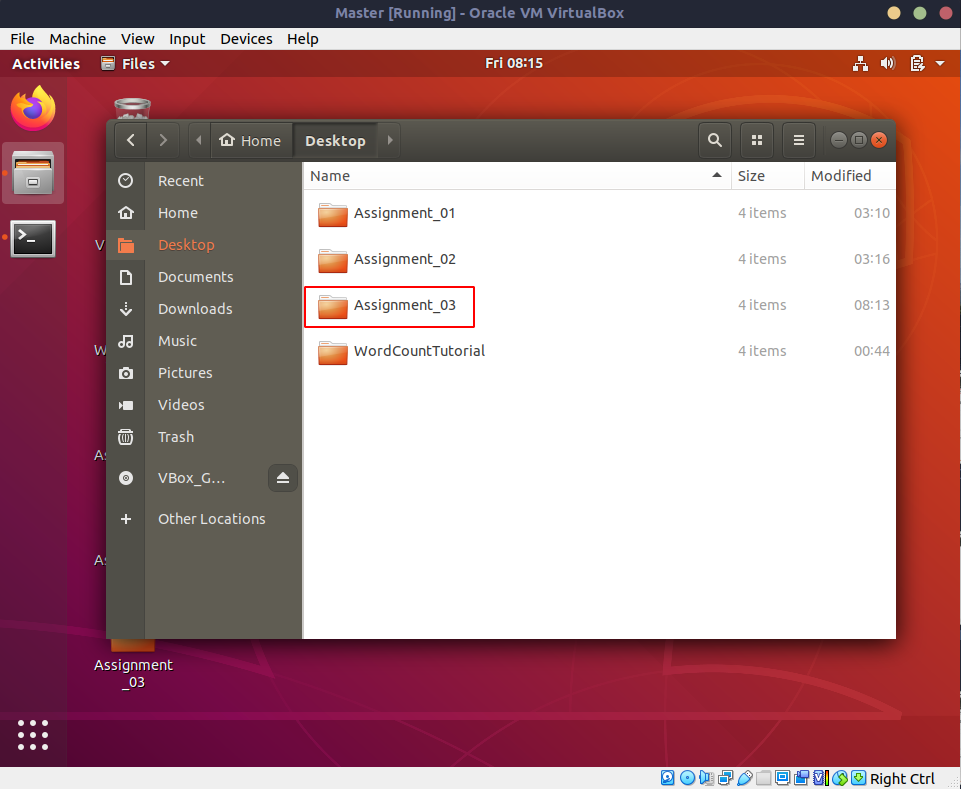 Master [Running] - Oracle VM VirtualBox
File Machine View Input Devices Help
Activities Files Fri 08:15
Home Desktop
Name Size Modified
Recent
Home
Desktop
Documents
Downloads
Music
Pictures
Videos
Trash
VBox_G...
Other Locations
Assignment_01 4 items 03:10
Assignment_02 4 items 03:16
Assignment_03 4 items 08:13
WordCountTutorial 4 items 00:44
V
W
As
As
Assignment
_03
Right Ctrl